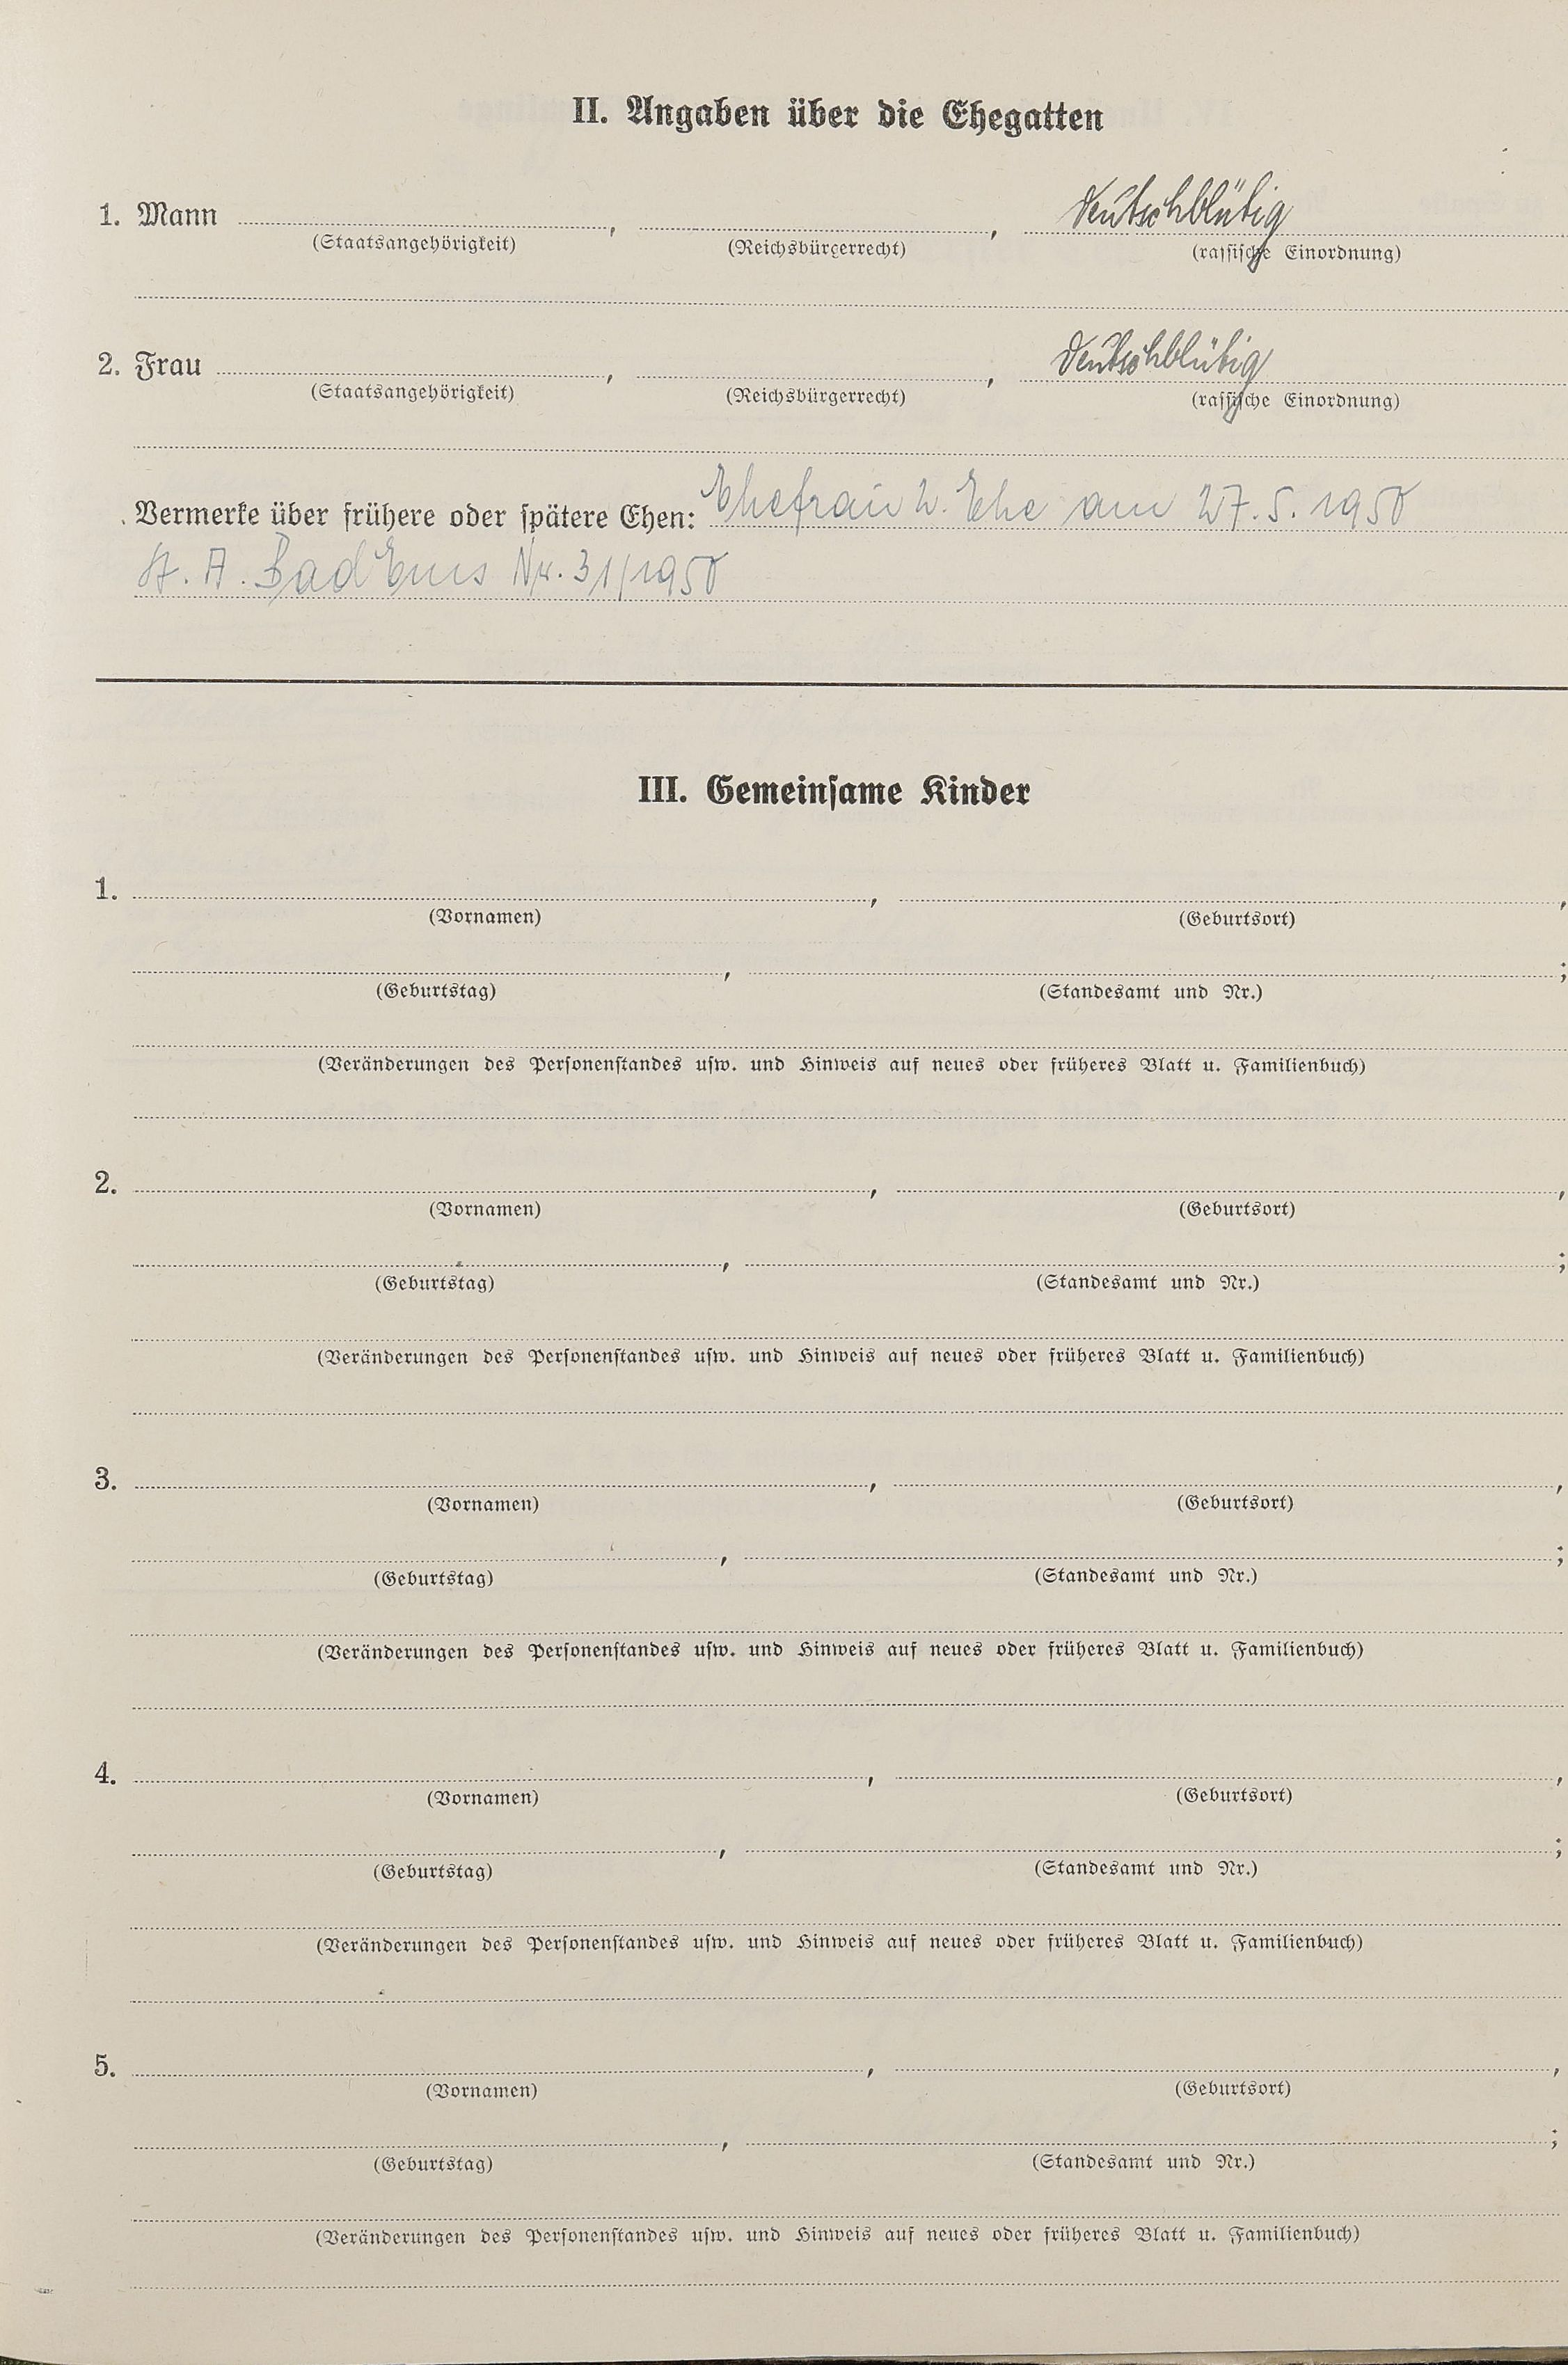 II. Angaben über die Ehegatten
1. Mann , , deutschblütig
(Staatsangehörigkeit) (Reichsbürgerrecht) (rassische Einordnung)
2. Frau , , deutschblütig
(Staatsangehörigkeit) (Reichsbürgerrecht) (rassische Einordnung)
Vermerke über frühere oder spätere Ehen: Ehefrau 2. Ehe am 27.5.1950
St. A. Bad Ems Nr. 31/1950
III. Gemeinsame Kinder
1. , ,
(Vornamen) (Geburtsort)
, ;
(Geburtstag) (Standesamt und Nr.)
(Veränderungen des Personenstandes usw. und Hinweis auf neues oder früheres Blatt u. Familienbuch)
2. , ,
(Vornamen) (Geburtsort)
, ;
(Geburtstag) (Standesamt und Nr.)
(Veränderungen des Personenstandes usw. und Hinweis auf neues oder früheres Blatt u. Familienbuch)
3. , ,
(Vornamen) (Geburtsort)
, ;
(Geburtstag) (Standesamt und Nr.)
(Veränderungen des Personenstandes usw. und Hinweis auf neues oder früheres Blatt u. Familienbuch)
4. , ,
(Vornamen) (Geburtsort)
, ;
(Geburtstag) (Standesamt und Nr.)
(Veränderungen des Personenstandes usw. und Hinweis auf neues oder früheres Blatt u. Familienbuch)
5. , ,
(Vornamen) (Geburtsort)
, ;
(Geburtstag) (Standesamt und Nr.)
(Veränderungen des Personenstandes usw. und Hinweis auf neues oder früheres Blatt u. Familienbuch)